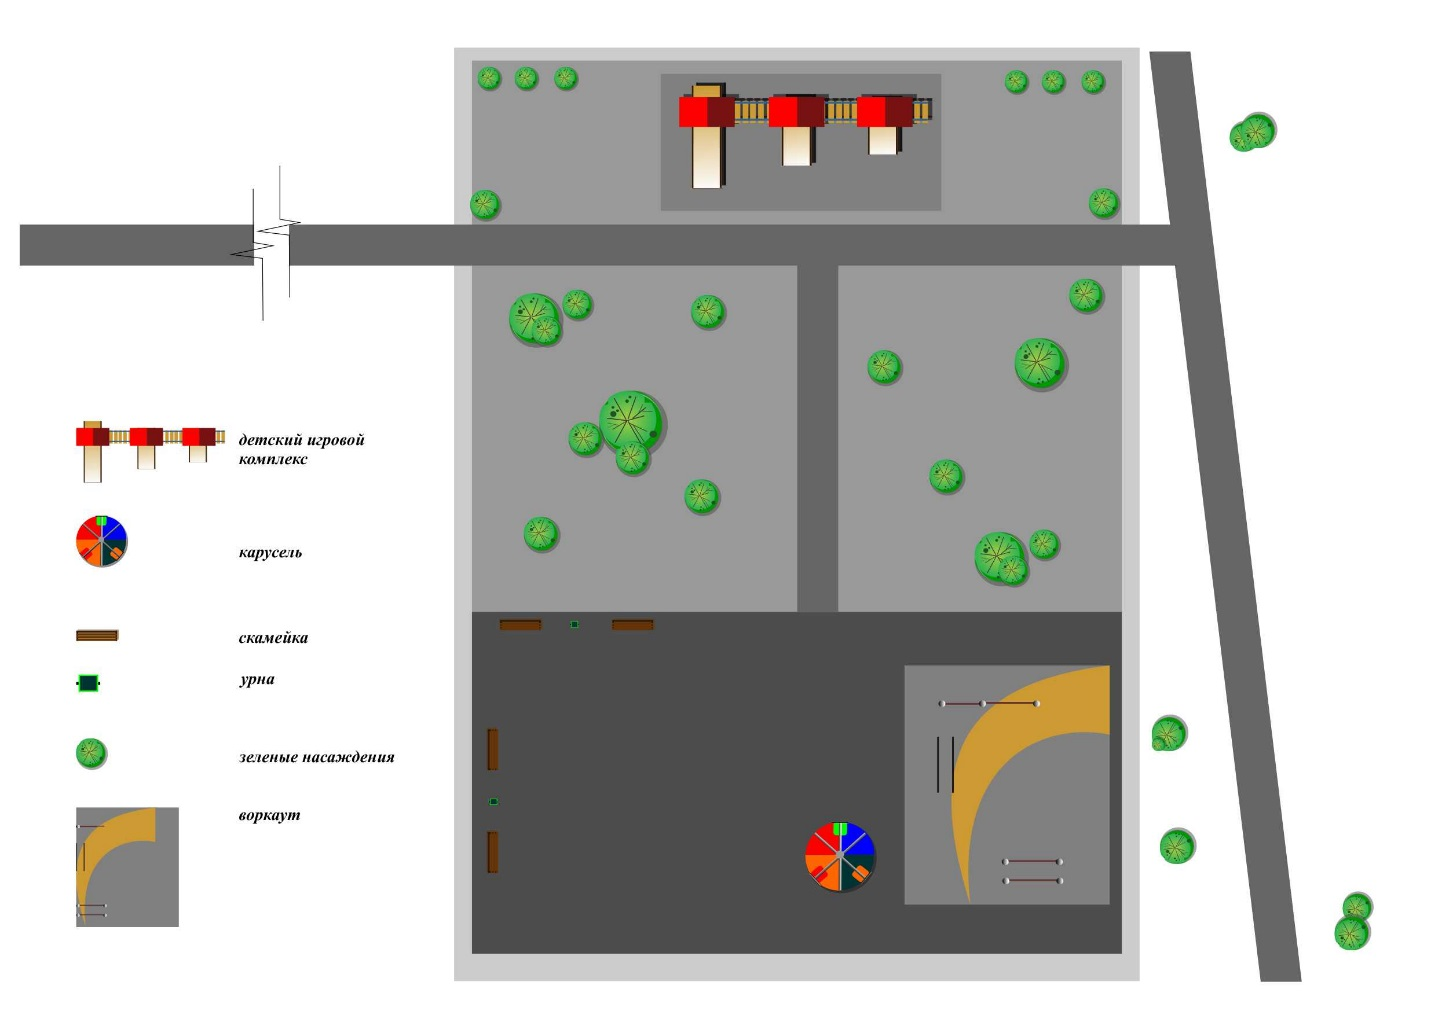 детский игровой
комплекс
карусель
скамейка
урна
зеленые насаждения
воркаут